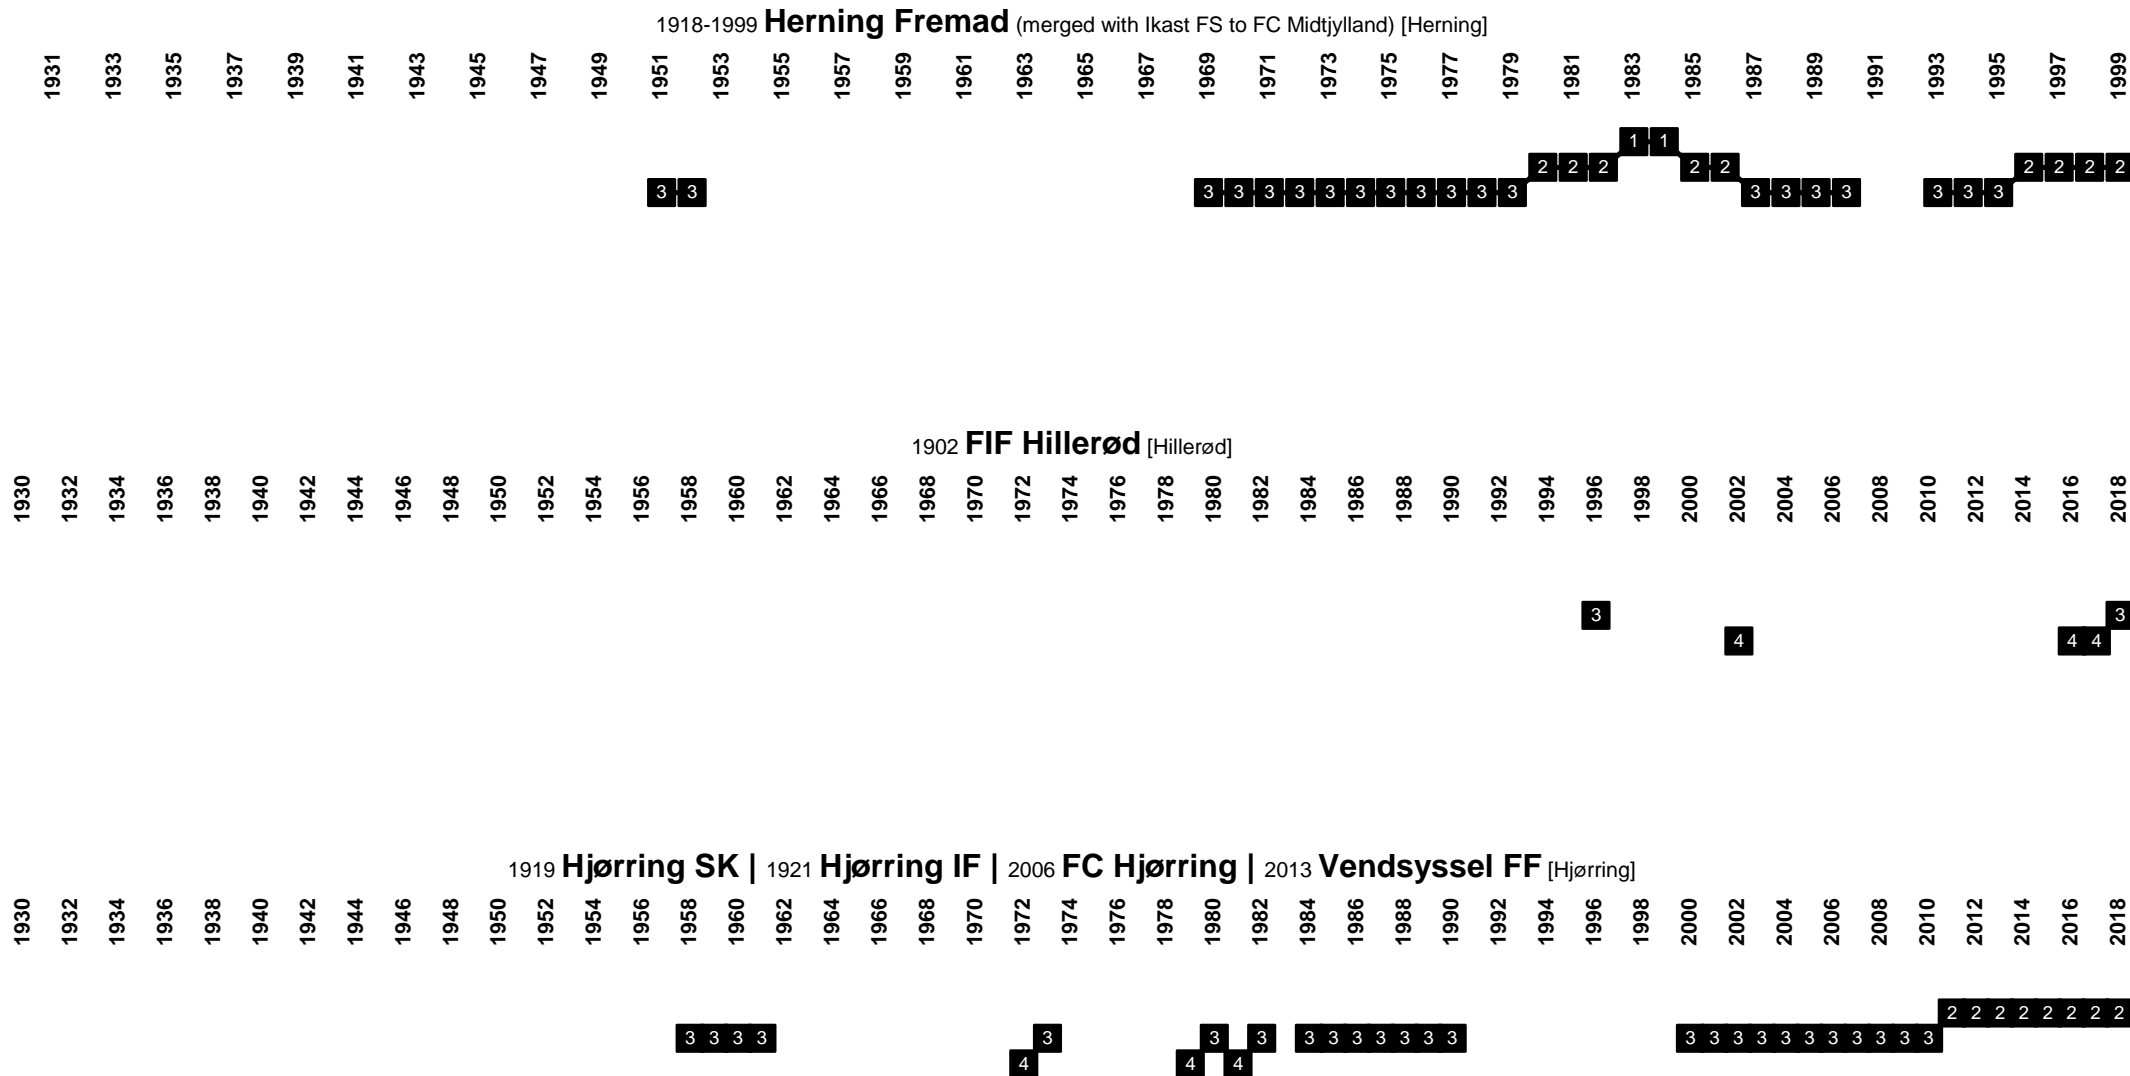 1918-1999 Herning Fremad (merged with Ikast FS to FC Midtjylland) [Herning]
1931 1933 1935 1937 1939 1941 1943 1945 1947 1949 1951 1953 1955 1957 1959 1961 1963 1965 1967 1969 1971 1973 1975 1977 1979 1981 1983 1985 1987 1989 1991 1993 1995 1997 1999
1 1
2 2 2 2 2 2 2 2 2
3 3 3 3 3 3 3 3 3 3 3 3 3 3 3 3 3 3 3 3
1902 FIF Hillerød [Hillerød]
1930 1932 1934 1936 1938 1940 1942 1944 1946 1948 1950 1952 1954 1956 1958 1960 1962 1964 1966 1968 1970 1972 1974 1976 1978 1980 1982 1984 1986 1988 1990 1992 1994 1996 1998 2000 2002 2004 2006 2008 2010 2012 2014 2016 2018
3 3
4 4 4
1919 Hjørring SK | 1921 Hjørring IF | 2006 FC Hjørring | 2013 Vendsyssel FF [Hjørring]
1930 1932 1934 1936 1938 1940 1942 1944 1946 1948 1950 1952 1954 1956 1958 1960 1962 1964 1966 1968 1970 1972 1974 1976 1978 1980 1982 1984 1986 1988 1990 1992 1994 1996 1998 2000 2002 2004 2006 2008 2010 2012 2014 2016 2018
2 2 2 2 2 2 2 2
3 3 3 3 3 3 3 3 3 3 3 3 3 3 3 3 3 3 3 3 3 3 3 3 3
4 4 4